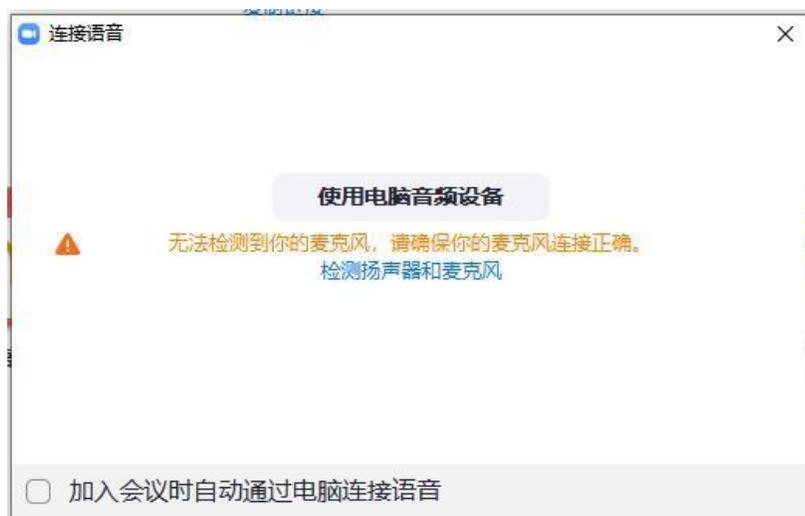 连接语音
使用电脑音频设备
无法检测到你的麦克风，请确保你的麦克风连接正确。
检测扬声器和麦克风
加入会议时自动通过电脑连接语音